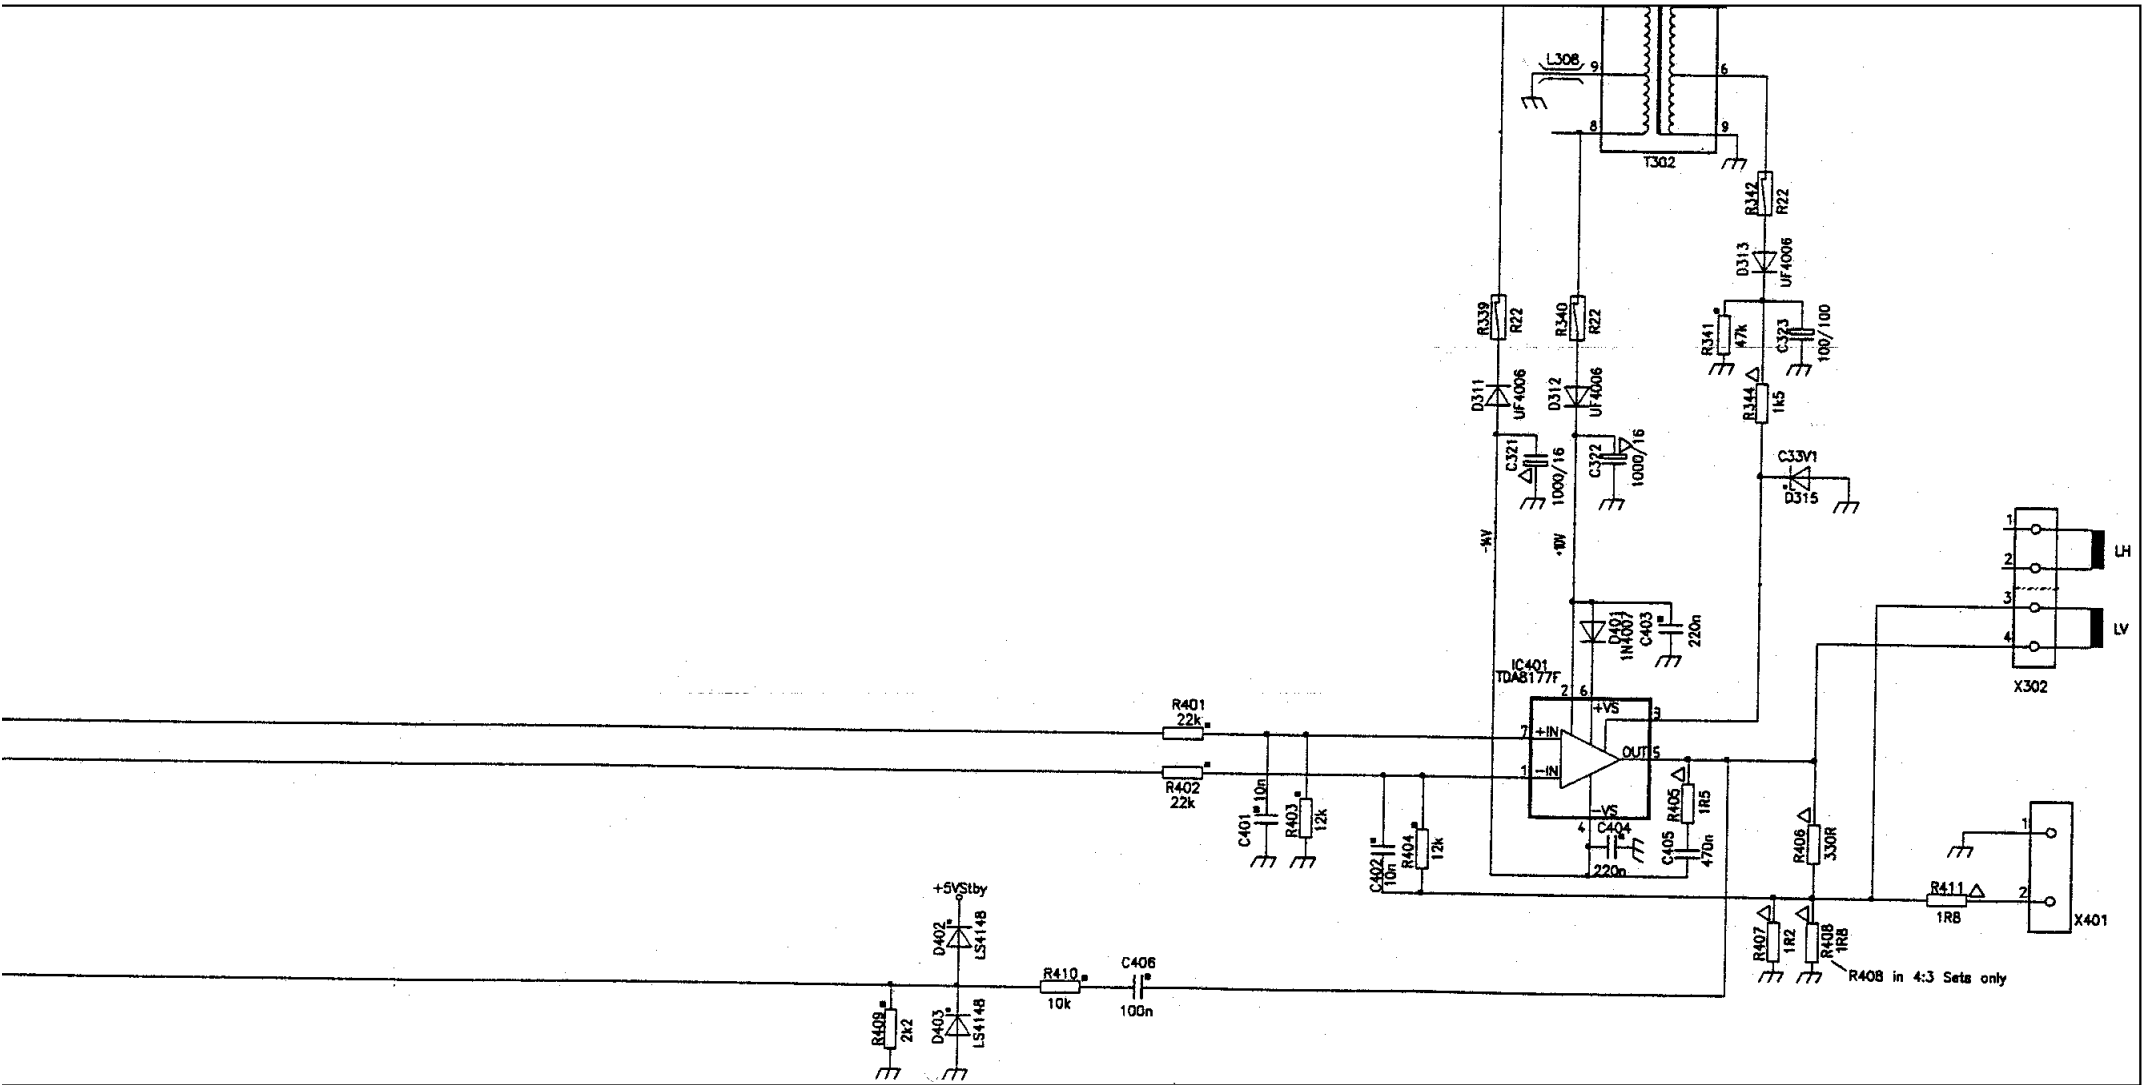 L308
9
6
8
9
T302
R342
R22
D313
UF4006
R339
R22
R340
R22
R341
47k
C323
100/100
D311
UF4006
D312
UF4006
R344
1k5
C321
1000/16
C322
1000/16
C33V1
D315
-14V
+10V
1
2
3
4
LH
LV
X302
D401
1N4007
C403
220n
IC401
TDA8177F
2 6
+VS
3
R401
22k
7 +IN
OUT 5
1 -IN
R402
22k
10n
C401
R403
12k
-VS
4
C404
220n
R405
1R5
C405
470n
C402
10n
R404
12k
R406
330R
1
2
X401
R411
1R8
R407
1R2
R408
1R8
R408 in 4:3 Sets only
+5VStby
D402
LS4148
R410
10k
C406
100n
R409
2k2
D403
LS4148